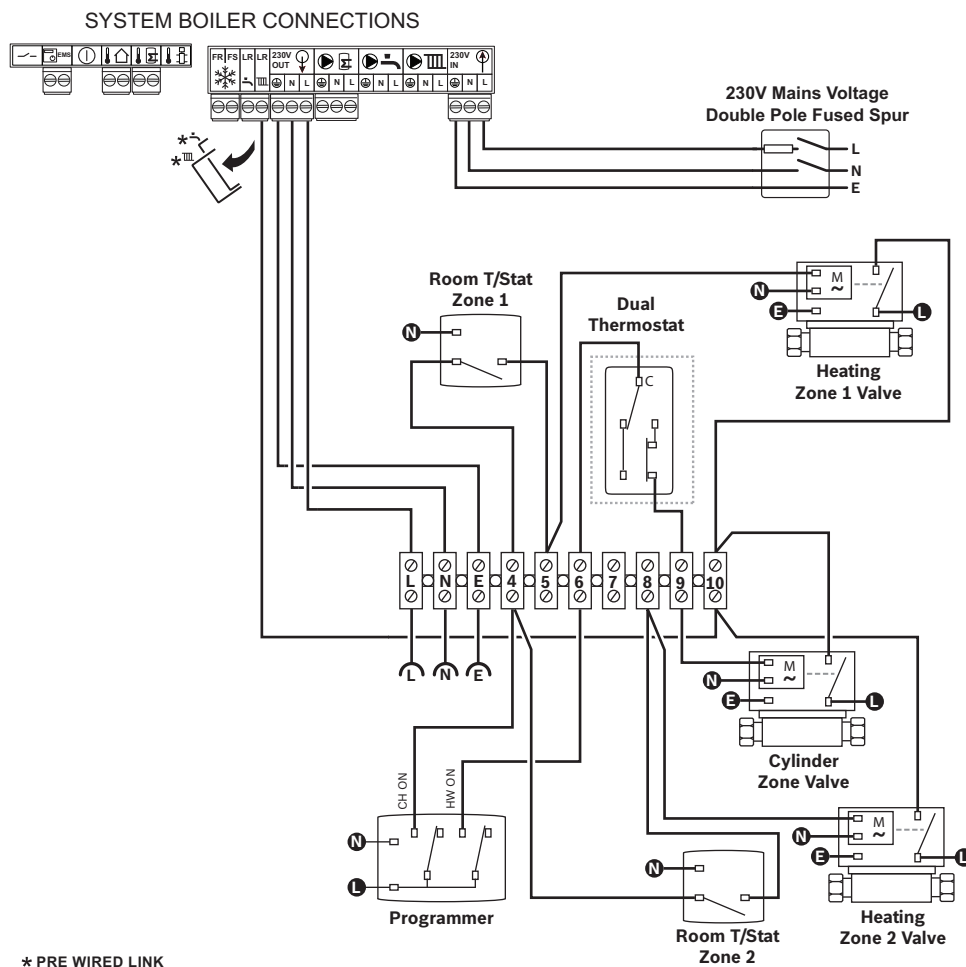 SYSTEM BOILER CONNECTIONS
EMS
FR FS LR LR 230V OUT 230V IN
N L N L N L N L N L
230V Mains Voltage
Double Pole Fused Spur
L
N
E
*
*
Room T/Stat
Zone 1
N
Dual
Thermostat
C
M
~
N
E
L
Heating
Zone 1 Valve
L N E 4 5 6 7 8 9 10
L N E
M
~
N
E
L
Cylinder
Zone Valve
CH ON
HW ON
N
L
Programmer
N
Room T/Stat
Zone 2
M
~
N
E
L
Heating
Zone 2 Valve
* PRE WIRED LINK